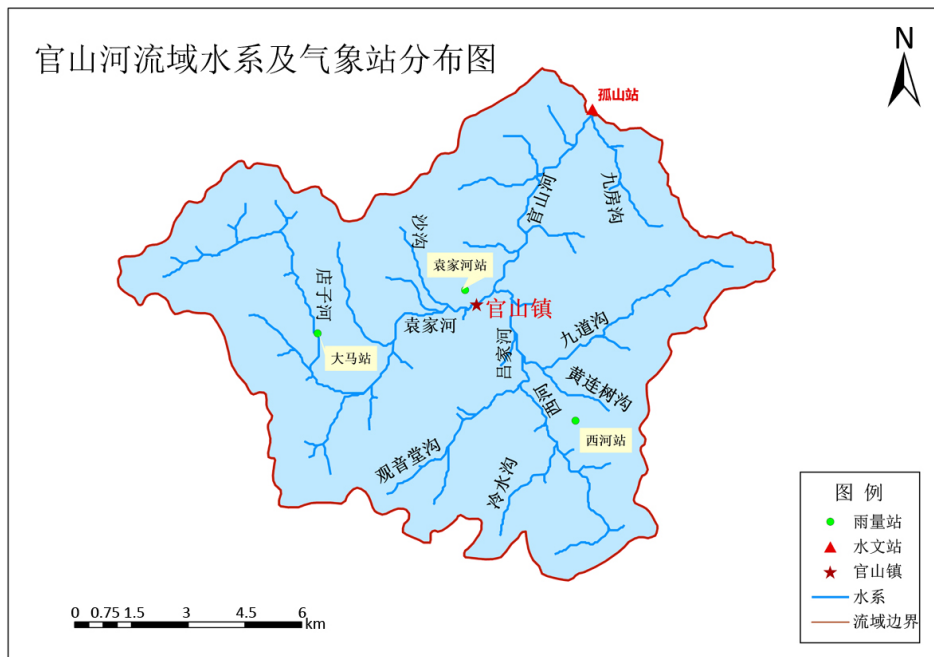 官山河流域水系及气象站分布图
N
孤山站
官山河
九房沟
沙沟
袁家河站
店子河
官山镇
袁家河
大马站
吕家河
九道沟
黄连树沟
西河
西河站
观音堂沟
冷水沟
图 例
雨量站
水文站
官山镇
水系
流域边界
0 0.75 1.5 3 4.5 6
km